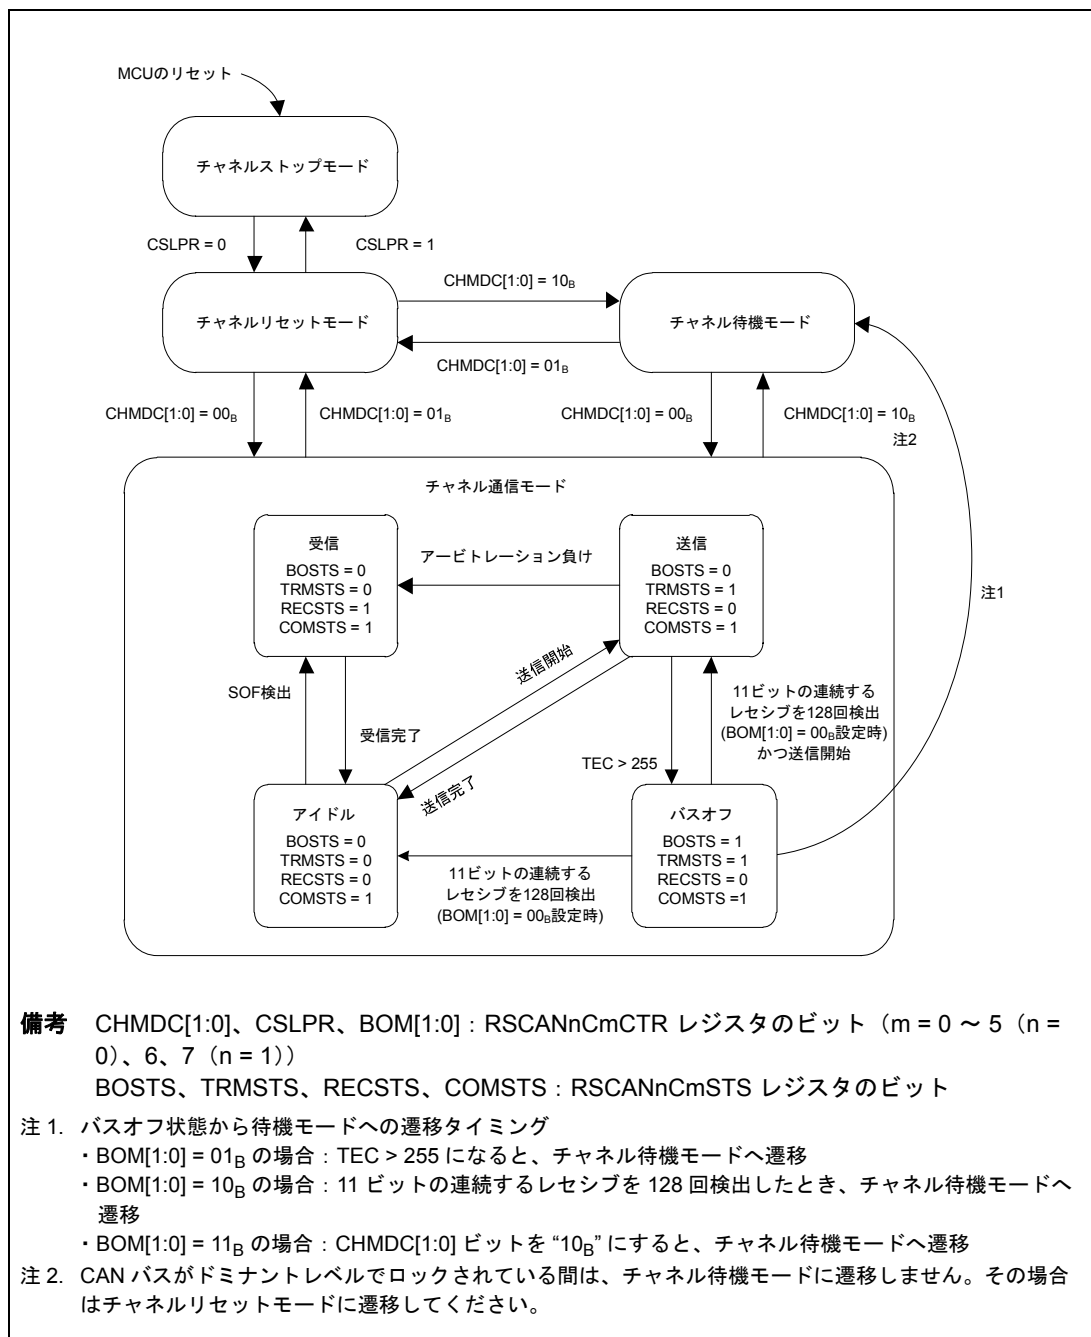 MCUのリセット
チャネルストップモード
CSLPR = 0
CSLPR = 1
CHMDC[1:0] = 10B
チャネルリセットモード
チャネル待機モード
CHMDC[1:0] = 01B
CHMDC[1:0] = 00B
CHMDC[1:0] = 01B
CHMDC[1:0] = 00B
CHMDC[1:0] = 10B
注2
チャネル通信モード
受信
BOSTS = 0
TRMSTS = 0
RECSTS = 1
COMSTS = 1
アービトレーション負け
送信
BOSTS = 0
TRMSTS = 1
RECSTS = 0
COMSTS = 1
注1
SOF検出
受信完了
送信開始
送信完了
TEC > 255
11ビットの連続する
レセシブを128回検出
(BOM[1:0] = 00B設定時)
かつ送信開始
アイドル
BOSTS = 0
TRMSTS = 0
RECSTS = 0
COMSTS = 1
11ビットの連続する
レセシブを128回検出
(BOM[1:0] = 00B設定時)
バスオフ
BOSTS = 1
TRMSTS = 1
RECSTS = 0
COMSTS =1
備考 CHMDC[1:0]、CSLPR、BOM[1:0]：RSCANnCmCTR レジスタのビット（m = 0 ～ 5（n =
0）、6、7（n = 1））
BOSTS、TRMSTS、RECSTS、COMSTS：RSCANnCmSTS レジスタのビット
注 1. バスオフ状態から待機モードへの遷移タイミング
・BOM[1:0] = 01B の場合：TEC > 255 になると、チャネル待機モードへ遷移
・BOM[1:0] = 10B の場合：11 ビットの連続するレセシブを 128 回検出したとき、チャネル待機モードへ
遷移
・BOM[1:0] = 11B の場合：CHMDC[1:0] ビットを “10B” にすると、チャネル待機モードへ遷移
注 2. CAN バスがドミナントレベルでロックされている間は、チャネル待機モードに遷移しません。その場合
はチャネルリセットモードに遷移してください。